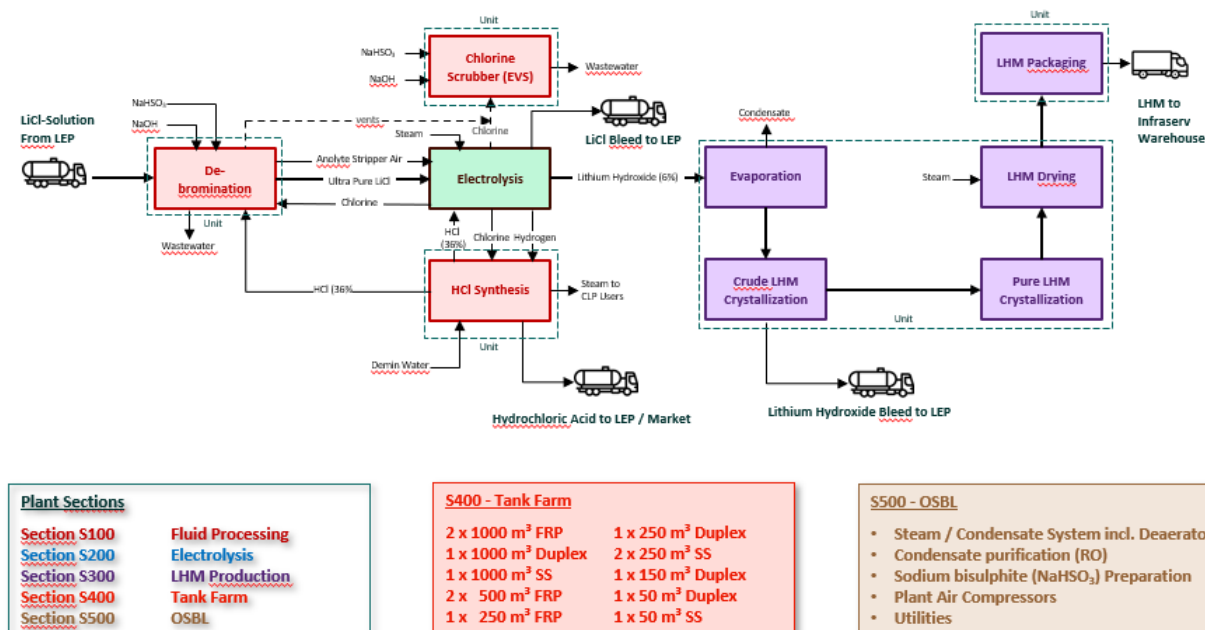 Unit
NaHSO₃
NaOH
Chlorine
Scrubber (EVS)
Wastewater
Unit
LHM Packaging
LHM to
Infraserv
Warehouse
LiCl-Solution
From LEP
NaHSO₃
NaOH
vents
Chlorine
Steam
LiCl Bleed to LEP
Condensate
De-
bromination
Anolyte Stripper Air
Ultra Pure LiCl
Chlorine
Electrolysis
Lithium Hydroxide (6%)
Evaporation
Steam
LHM Drying
Unit
Wastewater
HCl
(36%)
Chlorine
Hydrogen
HCl (36%
HCl Synthesis
Steam to
CLP Users
Crude LHM
Crystallization
Pure LHM
Crystallization
Unit
Unit
Demin Water
Hydrochloric Acid to LEP / Market
Lithium Hydroxide Bleed to LEP
Plant Sections
Section S100 Fluid Processing
Section S200 Electrolysis
Section S300 LHM Production
Section S400 Tank Farm
Section S500 OSBL
S400 - Tank Farm
2 x 1000 m³ FRP 1 x 250 m³ Duplex
1 x 1000 m³ Duplex 2 x 250 m³ SS
1 x 1000 m³ SS 1 x 150 m³ Duplex
2 x 500 m³ FRP 1 x 50 m³ Duplex
1 x 250 m³ FRP 1 x 50 m³ SS
S500 - OSBL
• Steam / Condensate System incl. Deaerato
• Condensate purification (RO)
• Sodium bisulphite (NaHSO₃) Preparation
• Plant Air Compressors
• Utilities